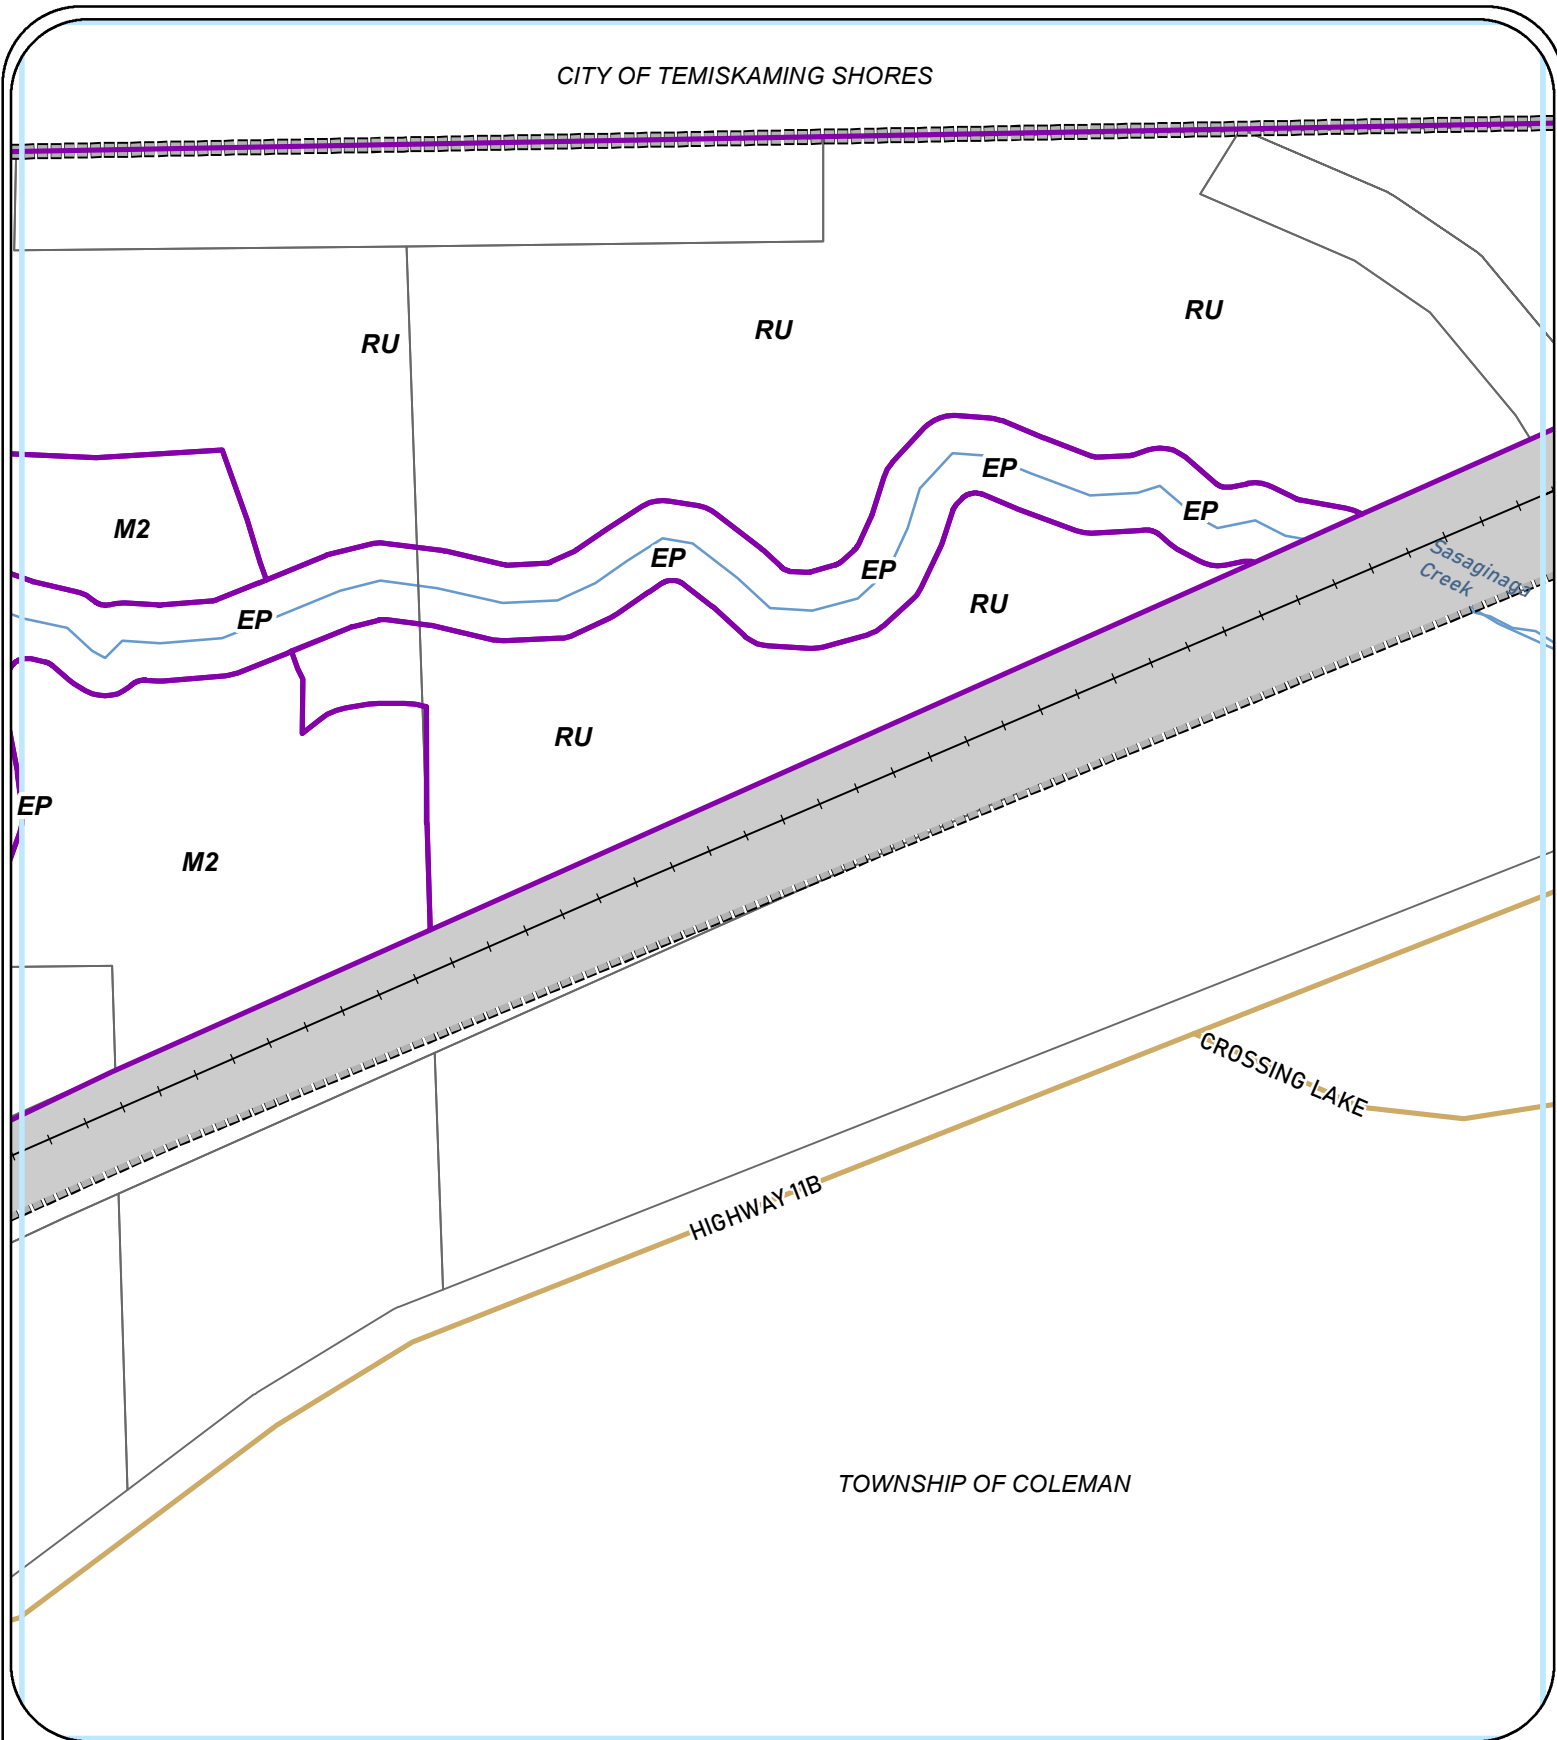 CITY OF TEMISKAMING SHORES
RU
RU
RU
EP
EP
M2
EP
EP
RU
Sasaginaga
Creek
EP
RU
EP
M2
CROSSING LAKE
HIGHWAY 11B
TOWNSHIP OF COLEMAN